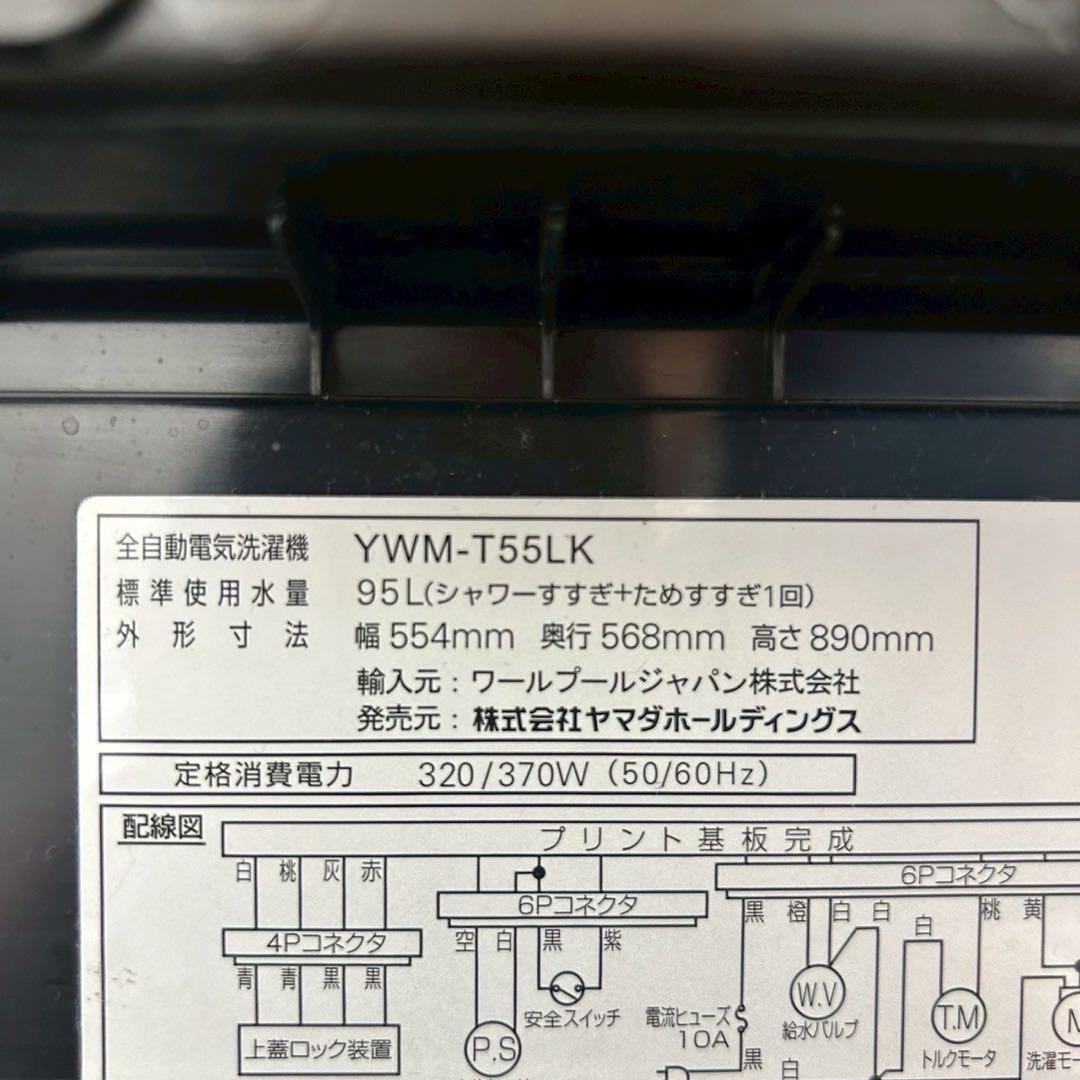 全自動電気洗濯機 YWM-T55LK
標準使用水量 95L(シャワーすすぎ+ためすすぎ1回)
外形寸法 幅554mm 奥行568mm 高さ890mm
輸入元：ワールプールジャパン株式会社
発売元：株式会社ヤマダホールディングス
定格消費電力 320/370W（50/60Hz）
配線図
プリント基板完成
白 桃 灰 赤
6Pコネクタ
6Pコネクタ
黒 橙 白 白 白 桃 黄
4Pコネクタ
空 白 黒 紫
青 青 黒 黒
W.V
給水バルブ
安全スイッチ
電流ヒューズ
10A
T.M
トルクモータ
M
洗濯モー
上蓋ロック装置
P.S
黒 白